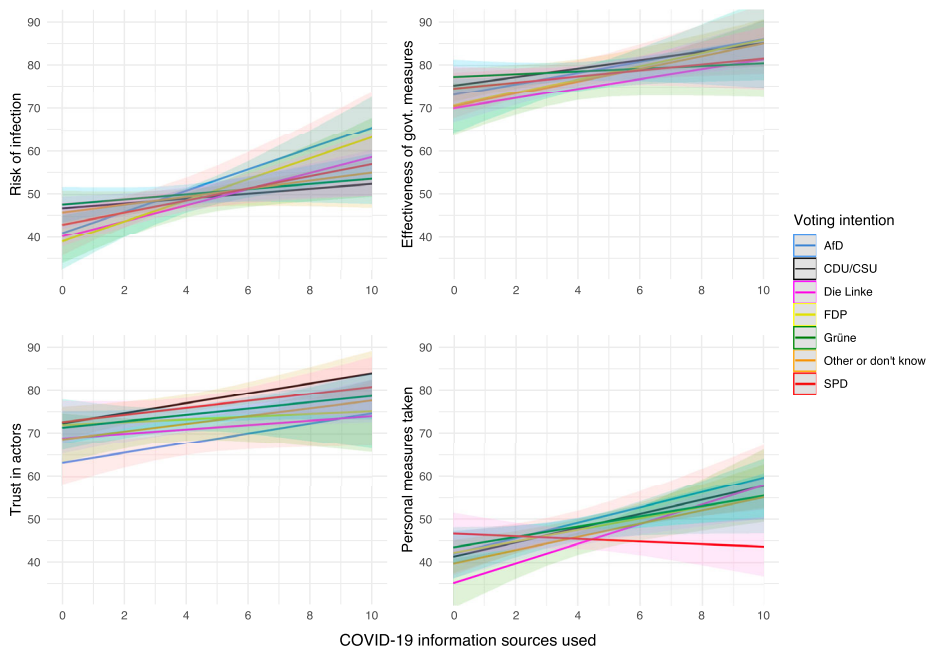 Risk of infection
90
80
70
60
50
40
0 2 4 6 8 10
Effectiveness of govt. measures
90
80
70
60
50
40
0 2 4 6 8 10
Trust in actors
90
80
70
60
50
40
0 2 4 6 8 10
Personal measures taken
90
80
70
60
50
40
0 2 4 6 8 10
COVID-19 information sources used
Voting intention
AfD
CDU/CSU
Die Linke
FDP
Grüne
Other or don't know
SPD